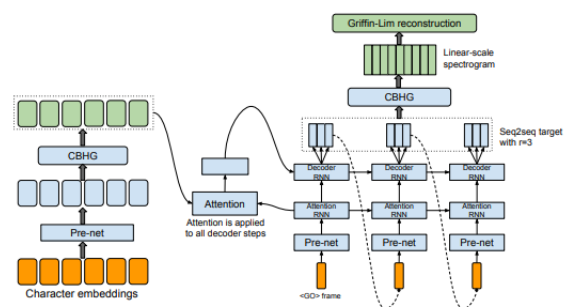 Griffin-Lim reconstruction
Linear-scale
spectrogram
CBHG
Seq2seq target
with r=3
CBHG
Decoder
RNN
Decoder
RNN
Decoder
RNN
Attention
Attention is applied
to all decoder steps
Attention
RNN
Attention
RNN
Attention
RNN
Pre-net
Pre-net
Pre-net
Pre-net
Character embeddings
<GO> frame